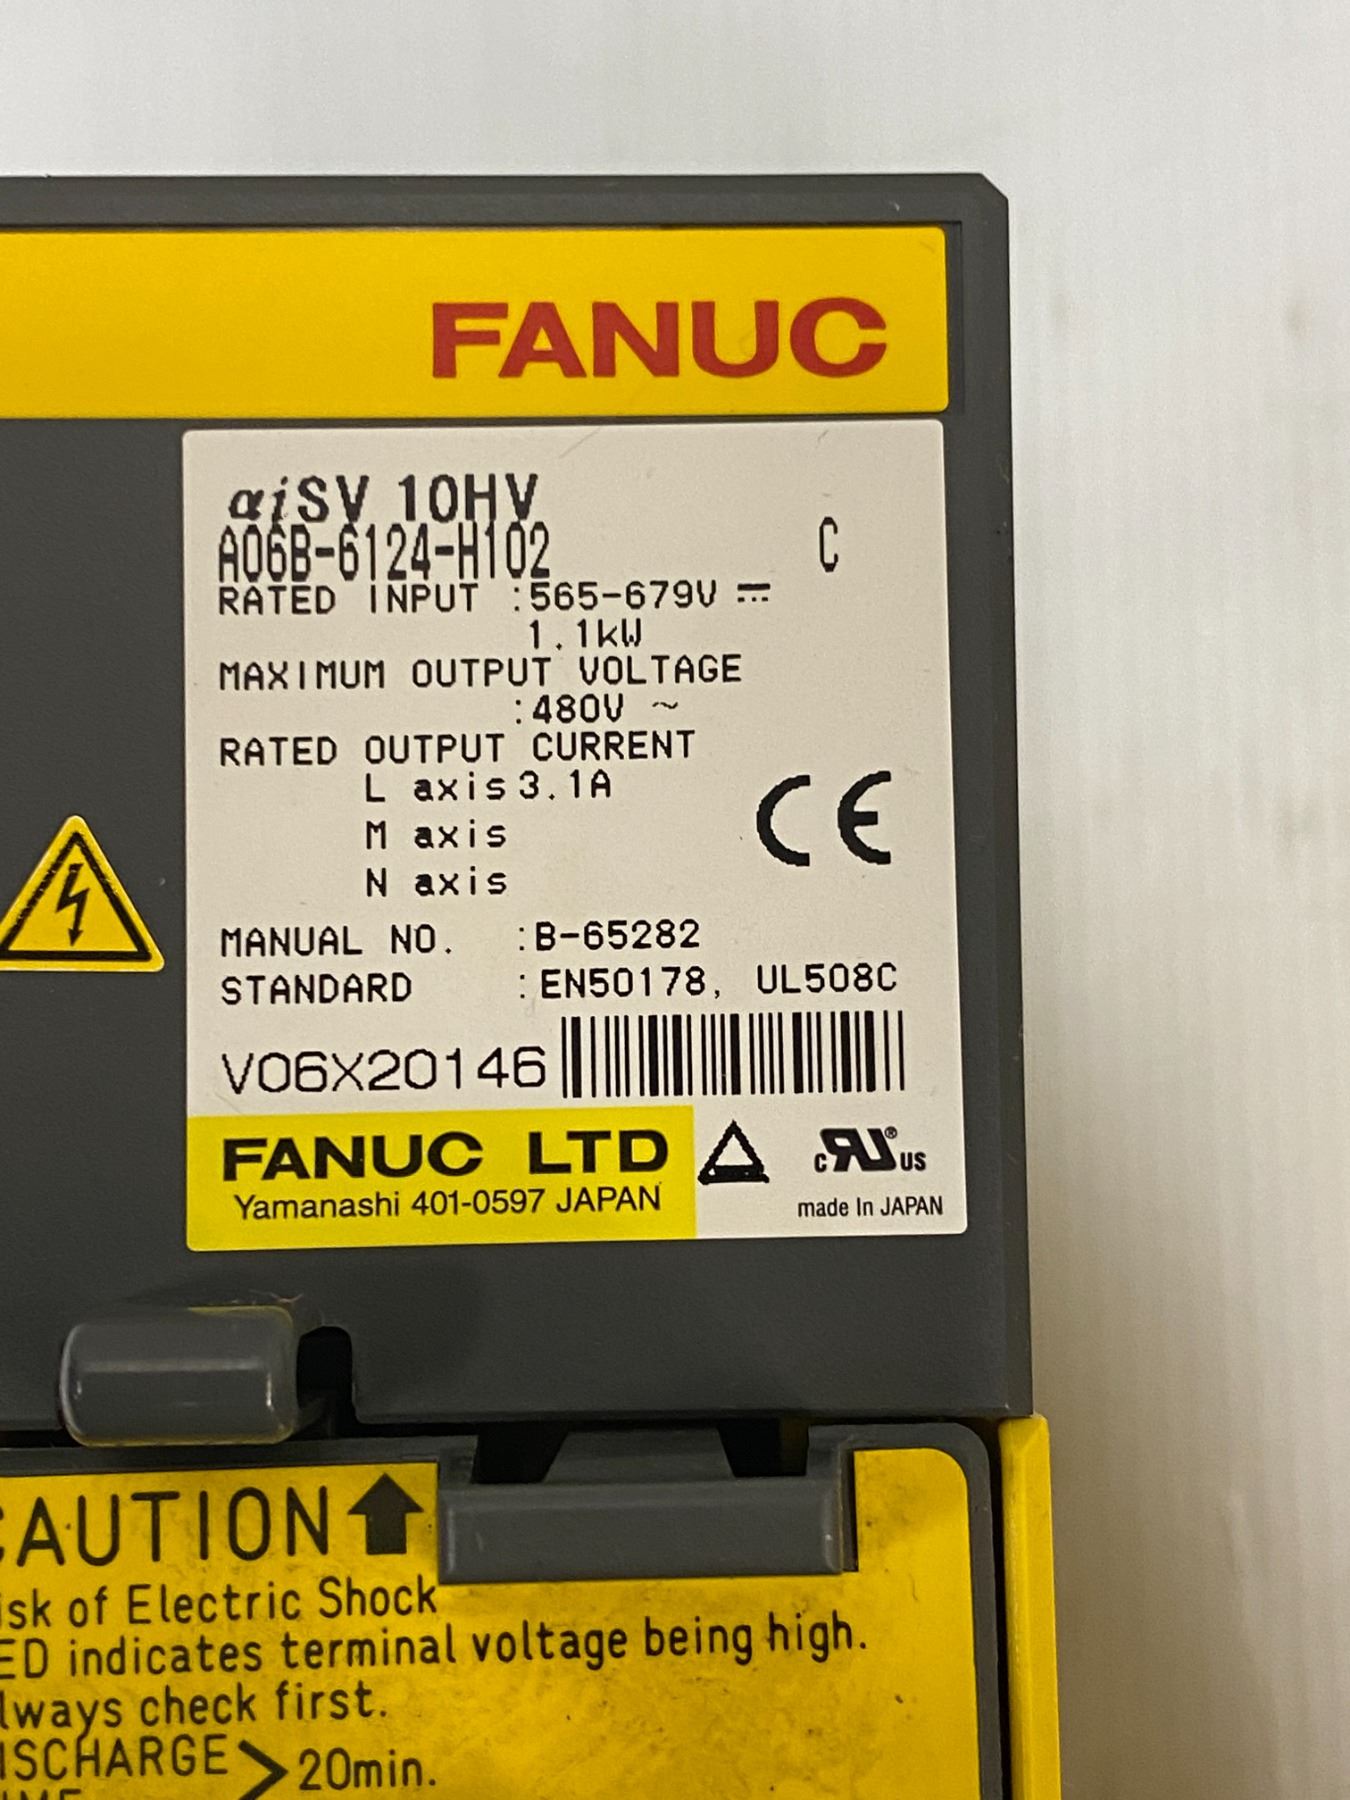 FANUC
αiSV 10HV
A06B-6124-H102 C
RATED INPUT :565-679V ⎓
1.1kW
MAXIMUM OUTPUT VOLTAGE
:480V ~
RATED OUTPUT CURRENT
L axis 3.1A
M axis
N axis
CE
MANUAL NO. :B-65282
STANDARD :EN50178, UL508C
V06X20146
FANUC LTD
Yamanashi 401-0597 JAPAN
c RU ® us
made In JAPAN
CAUTION
isk of Electric Shock
ED indicates terminal voltage being high.
lways check first.
ISCHARGE > 20min.